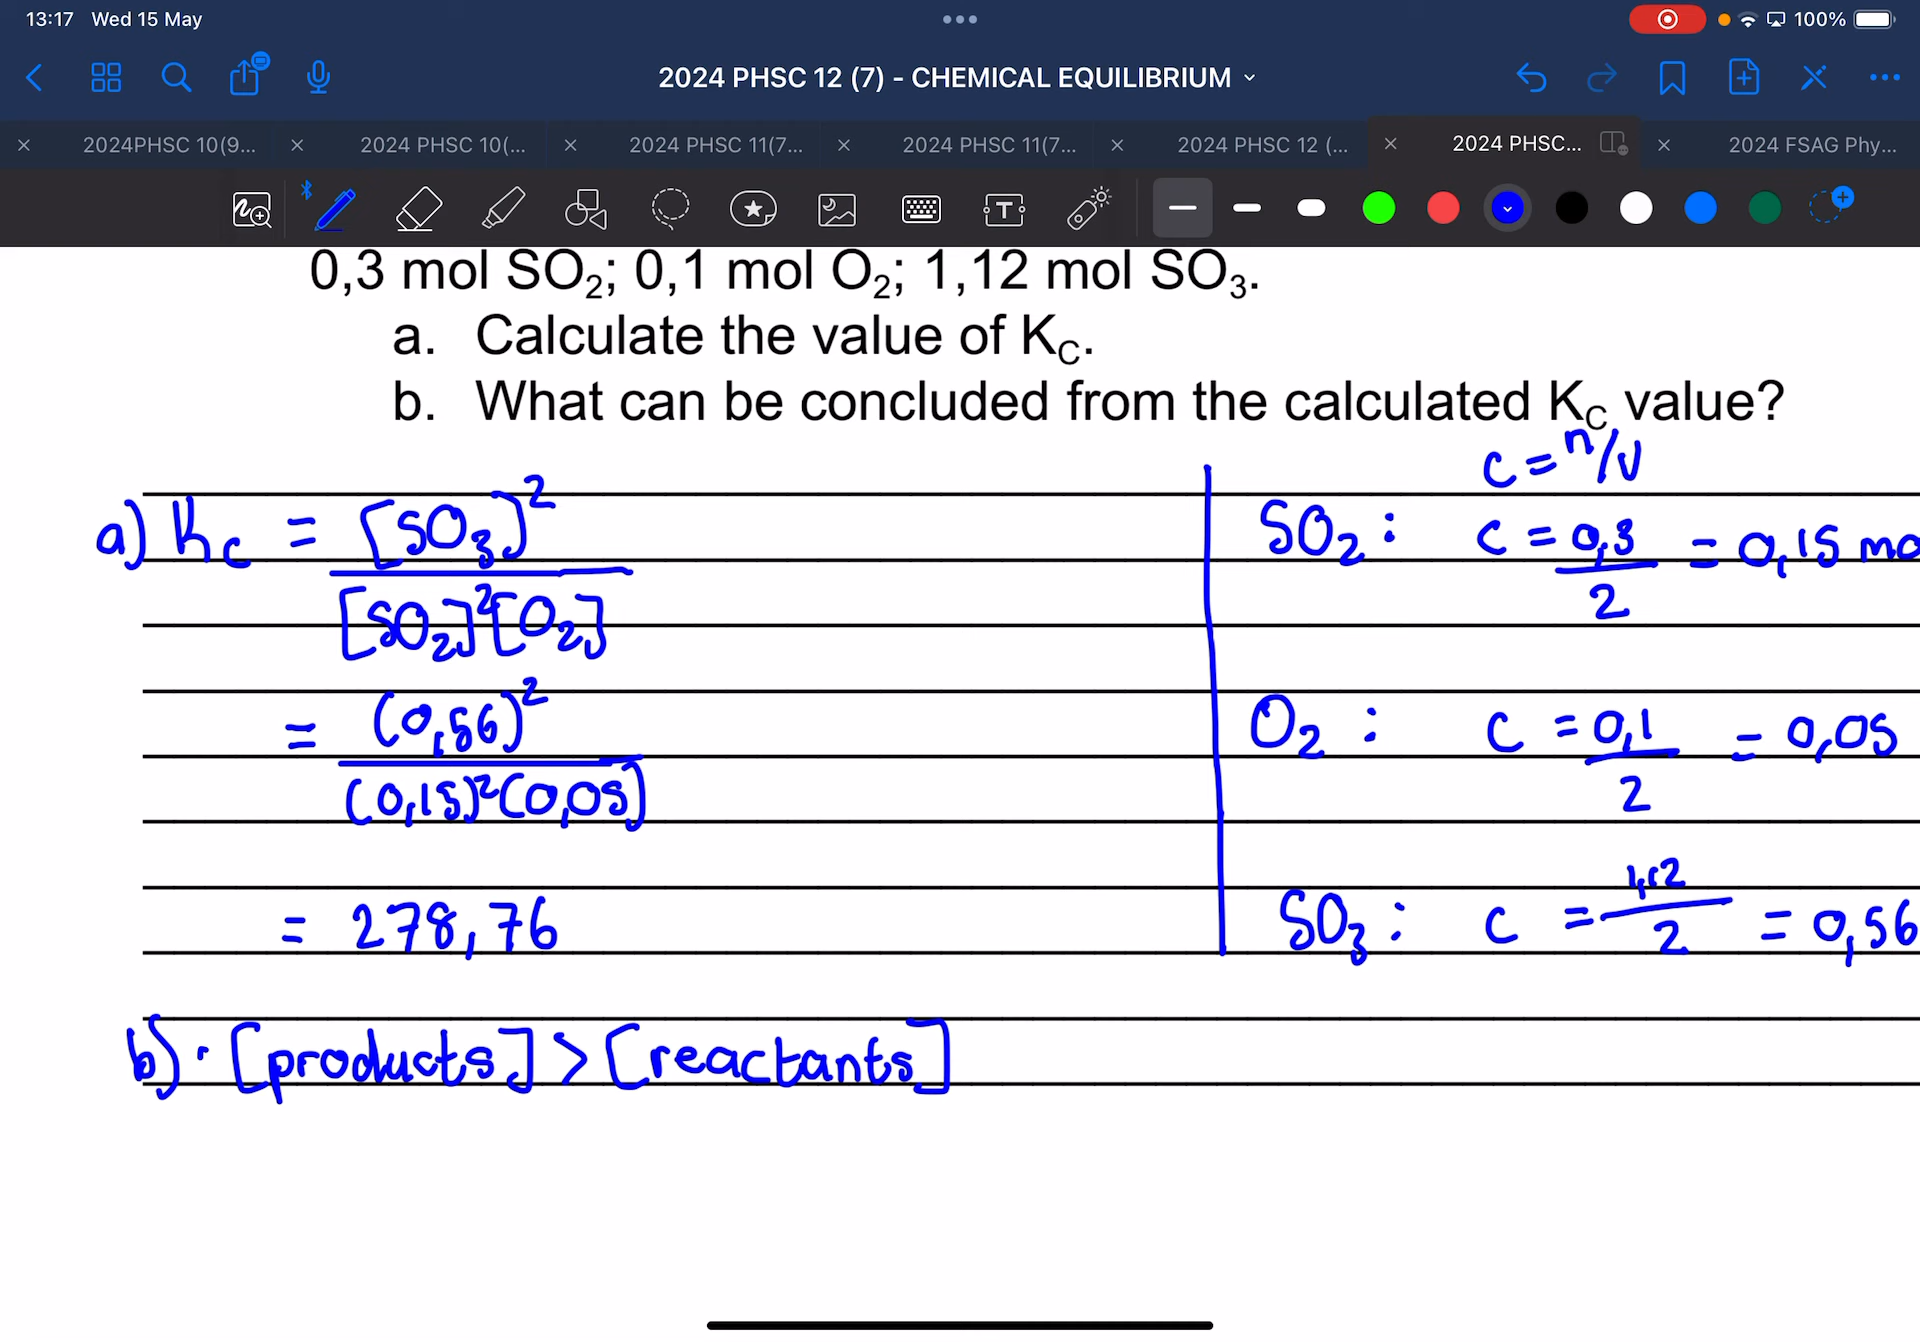 13:17 Wed 15 May
100%
2024 PHSC 12 (7) - CHEMICAL EQUILIBRIUM
2024PHSC 10(9...
2024 PHSC 10(...
2024 PHSC 11(7...
2024 PHSC 11(7...
2024 PHSC 12 (...
2024 PHSC...
2024 FSAG Phy...
0,3 mol SO₂; 0,1 mol O₂; 1,12 mol SO₃.
a. Calculate the value of K_C.
b. What can be concluded from the calculated K_C value?
a) Kc = [SO₃]²
[SO₂]²[O₂]
= (0,56)²
(0,15)²(0,05)
= 278,76
b) · [products] > [reactants]
C = n/V
SO₂ : C = 0,3 = 0,15 mo
2
O₂ : C = 0,1 = 0,05
2
SO₃ : C = 1,12 = 0,56
2